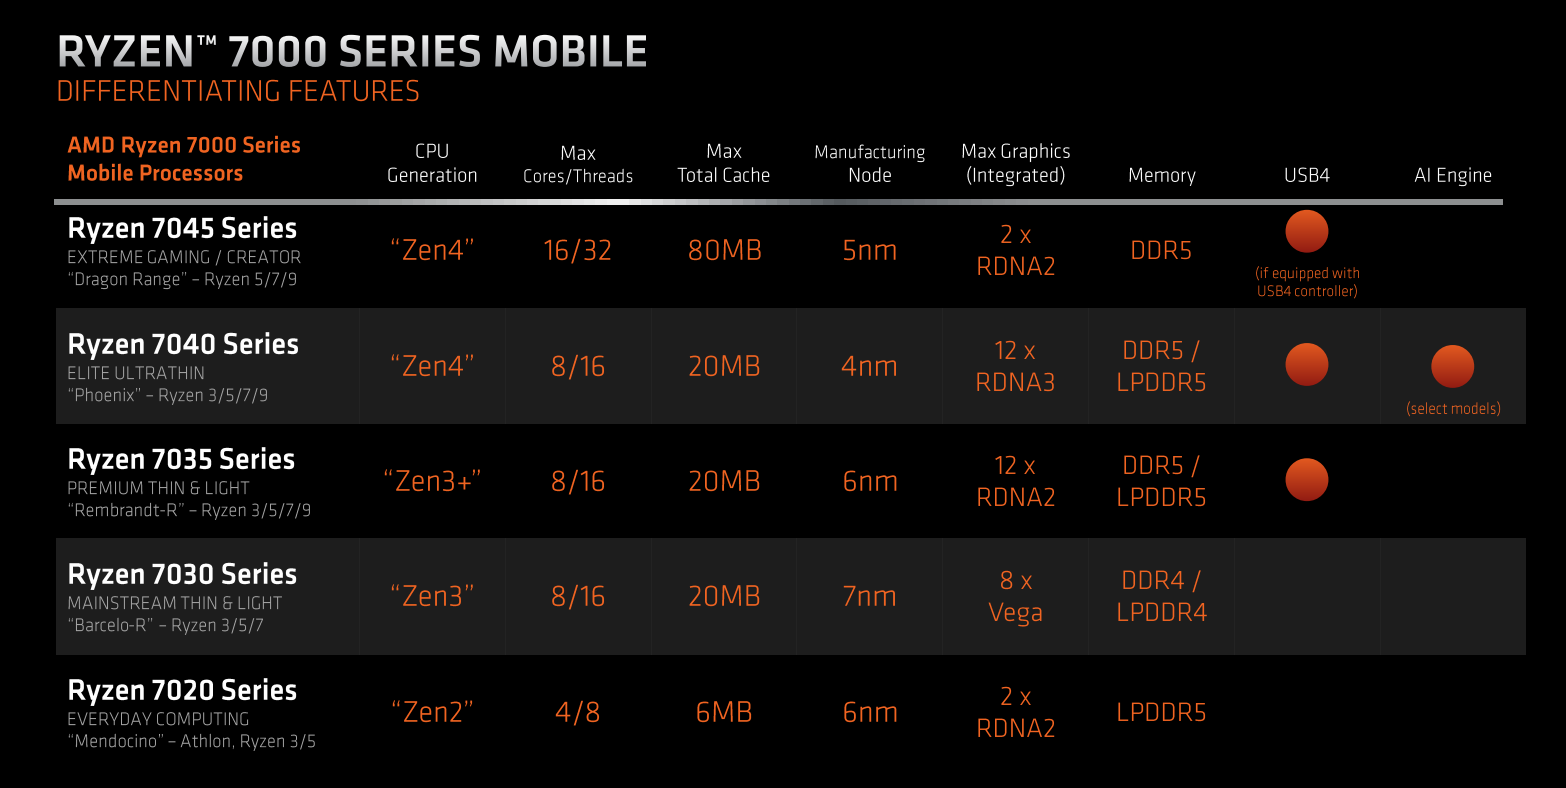 RYZEN™ 7000 SERIES MOBILE
DIFFERENTIATING FEATURES
AMD Ryzen 7000 Series
Mobile Processors
CPU
Generation
Max
Cores/Threads
Max
Total Cache
Manufacturing
Node
Max Graphics
(Integrated)
Memory
USB4
AI Engine
Ryzen 7045 Series
EXTREME GAMING / CREATOR
“Dragon Range” – Ryzen 5/7/9
“Zen4”
16/32
80MB
5nm
2 x
RDNA2
DDR5
(if equipped with
USB4 controller)
Ryzen 7040 Series
ELITE ULTRATHIN
“Phoenix” – Ryzen 3/5/7/9
“Zen4”
8/16
20MB
4nm
12 x
RDNA3
DDR5 /
LPDDR5
(select models)
Ryzen 7035 Series
PREMIUM THIN & LIGHT
“Rembrandt-R” – Ryzen 3/5/7/9
“Zen3+”
8/16
20MB
6nm
12 x
RDNA2
DDR5 /
LPDDR5
Ryzen 7030 Series
MAINSTREAM THIN & LIGHT
“Barcelo-R” – Ryzen 3/5/7
“Zen3”
8/16
20MB
7nm
8 x
Vega
DDR4 /
LPDDR4
Ryzen 7020 Series
EVERYDAY COMPUTING
“Mendocino” – Athlon, Ryzen 3/5
“Zen2”
4/8
6MB
6nm
2 x
RDNA2
LPDDR5